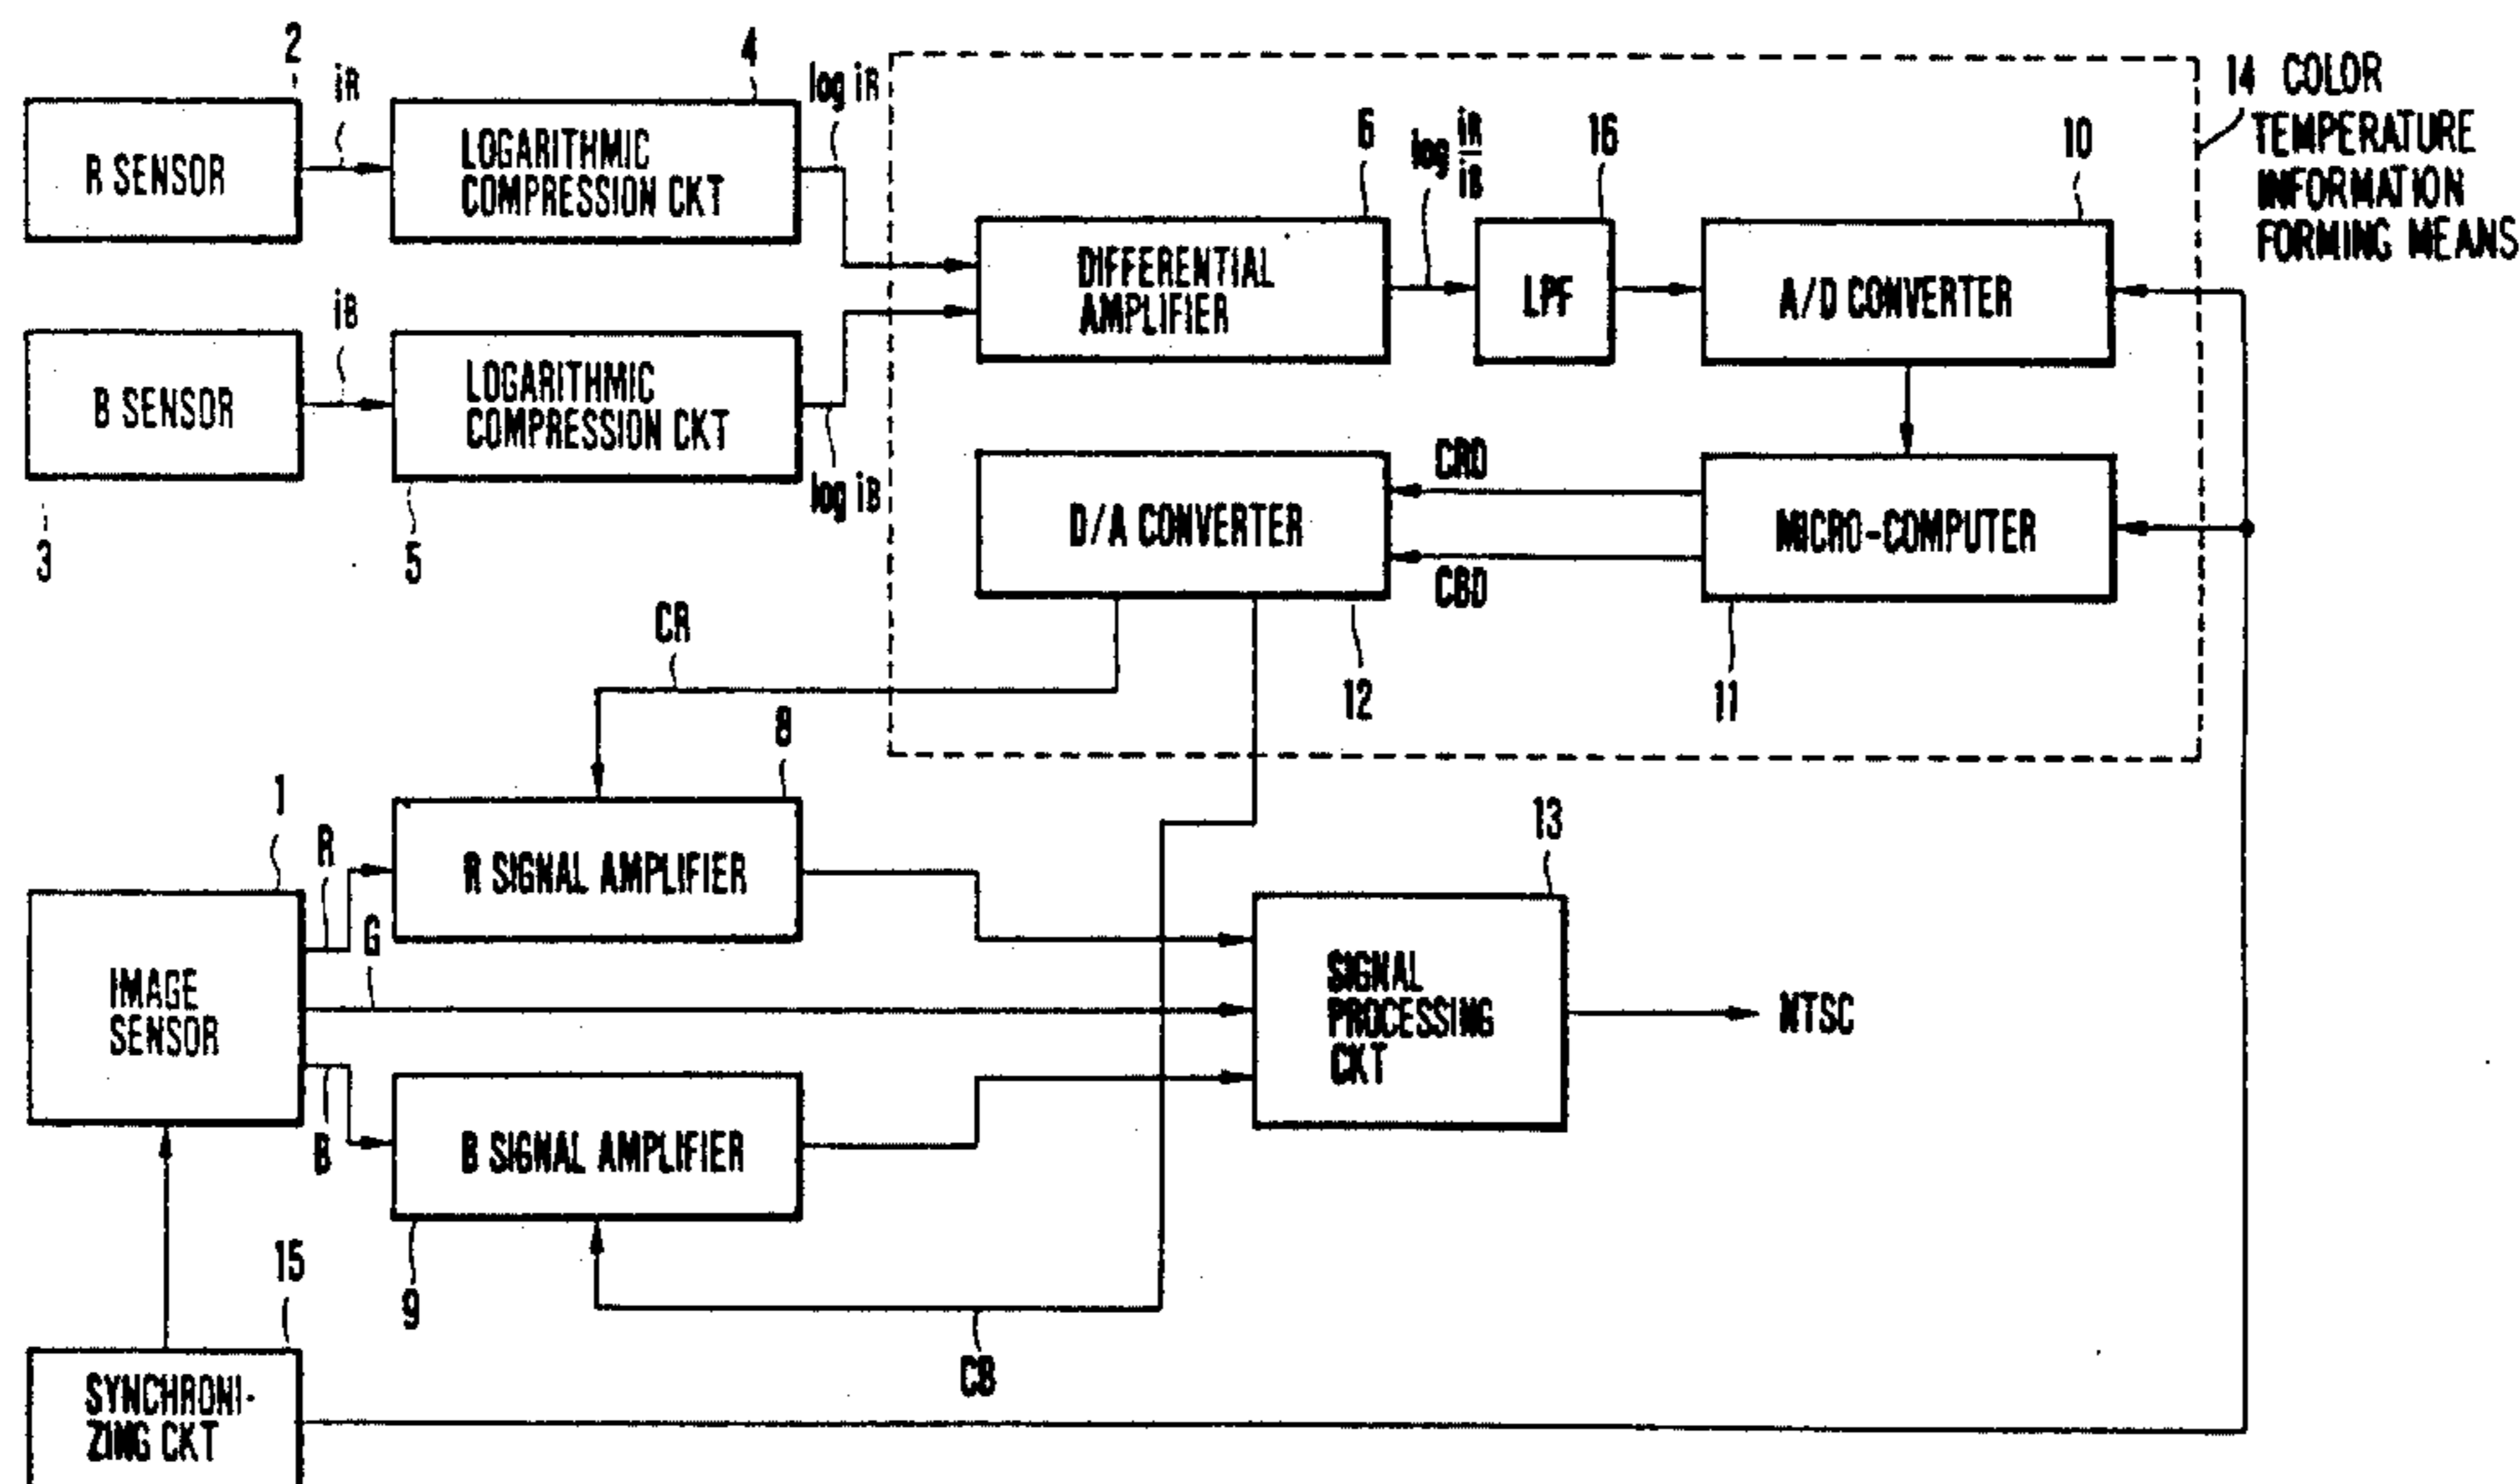 2
iR
R SENSOR
4
LOGARITHMIC
COMPRESSION CKT
log iR
3
iB
B SENSOR
5
LOGARITHMIC
COMPRESSION CKT
log iB
14 COLOR
TEMPERATURE
INFORMATION
FORMING MEANS
6
DIFFERENTIAL
AMPLIFIER
log iR
iB
16
LPF
10
A/D CONVERTER
D/A CONVERTER
12
CRD
CBD
MICRO-COMPUTER
11
CR
8
R SIGNAL AMPLIFIER
1
IMAGE
SENSOR
R
G
B
B SIGNAL AMPLIFIER
9
CB
13
SIGNAL
PROCESSING
CKT
NTSC
15
SYNCHRONI-
ZING CKT